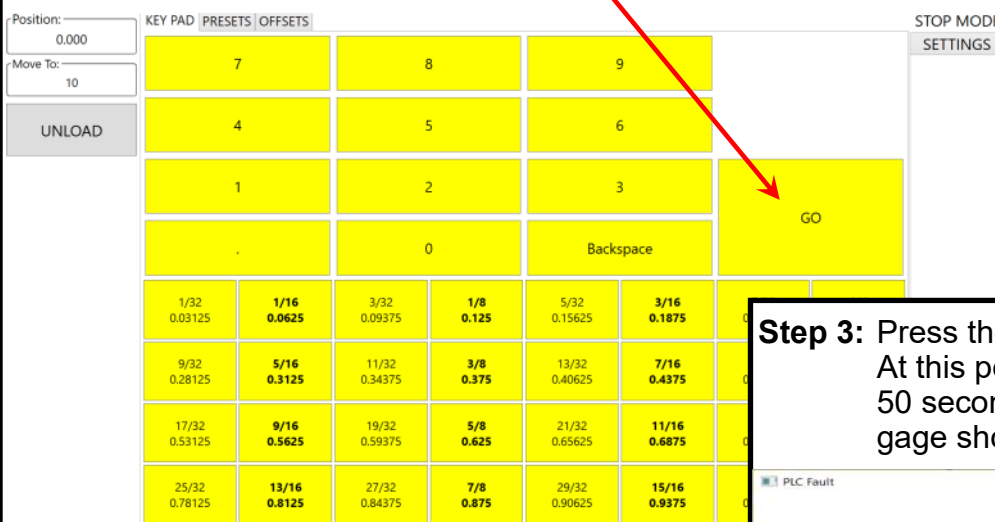 Position:
0.000
Move To:
10
UNLOAD
KEY PAD PRESETS OFFSETS
STOP MODE
SETTINGS
7 8 9
4 5 6
1 2 3
GO
. 0 Backspace
1/32 1/16 3/32 1/8 5/32 3/16
0.03125 0.0625 0.09375 0.125 0.15625 0.1875
9/32 5/16 11/32 3/8 13/32 7/16
0.28125 0.3125 0.34375 0.375 0.40625 0.4375
17/32 9/16 19/32 5/8 21/32 11/16
0.53125 0.5625 0.59375 0.625 0.65625 0.6875
25/32 13/16 27/32 7/8 29/32 15/16
0.78125 0.8125 0.84375 0.875 0.90625 0.9375
Step 3: Press th
At this p
50 secon
gage sho
PLC Fault